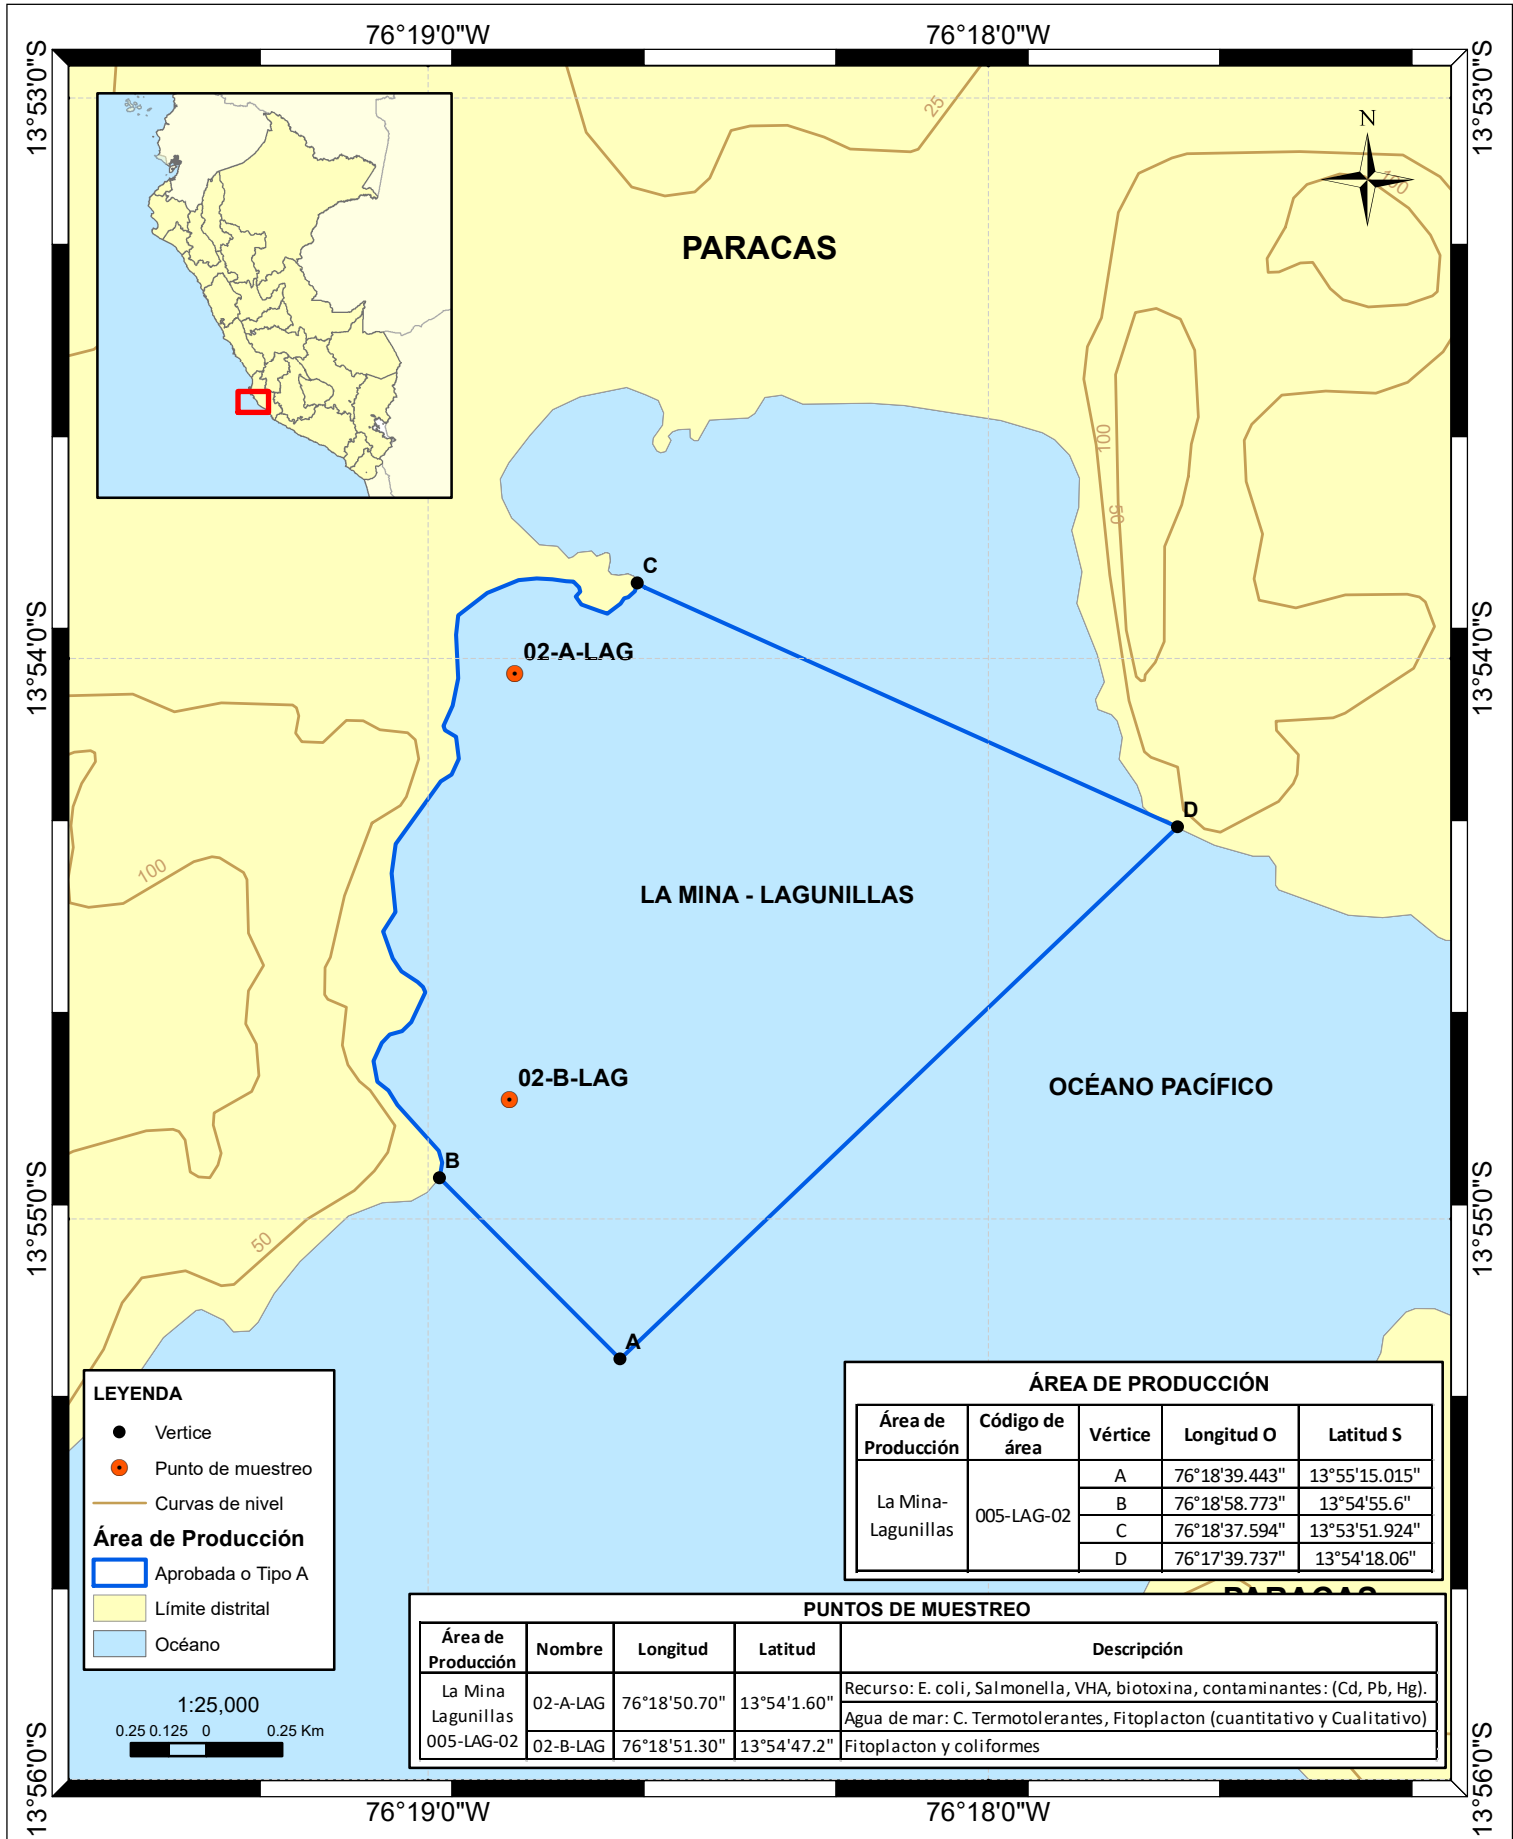 76°19'0"W
76°18'0"W
13°53'0"S
13°53'0"S
N
25
100
PARACAS
100
50
C
13°54'0"S
02-A-LAG
13°54'0"S
D
100
LA MINA - LAGUNILLAS
02-B-LAG
OCÉANO PACÍFICO
B
13°55'0"S
13°55'0"S
50
A
LEYENDA
Vertice
Punto de muestreo
Curvas de nivel
Área de Producción
Aprobada o Tipo A
Límite distrital
Océano
1:25,000
0.25 0.125 0 0.25 Km
ÁREA DE PRODUCCIÓN
Área de Producción Código de área Vértice Longitud O Latitud S
La Mina-Lagunillas 005-LAG-02
A 76°18'39.443" 13°55'15.015"
B 76°18'58.773" 13°54'55.6"
C 76°18'37.594" 13°53'51.924"
D 76°17'39.737" 13°54'18.06"
PARACAS
PUNTOS DE MUESTREO
Área de Producción Nombre Longitud Latitud Descripción
La Mina Lagunillas 005-LAG-02
02-A-LAG 76°18'50.70" 13°54'1.60" Recurso: E. coli, Salmonella, VHA, biotoxina, contaminantes: (Cd, Pb, Hg).
Agua de mar: C. Termotolerantes, Fitoplacton (cuantitativo y Cualitativo)
02-B-LAG 76°18'51.30" 13°54'47.2" Fitoplacton y coliformes
13°56'0"S
13°56'0"S
76°19'0"W
76°18'0"W